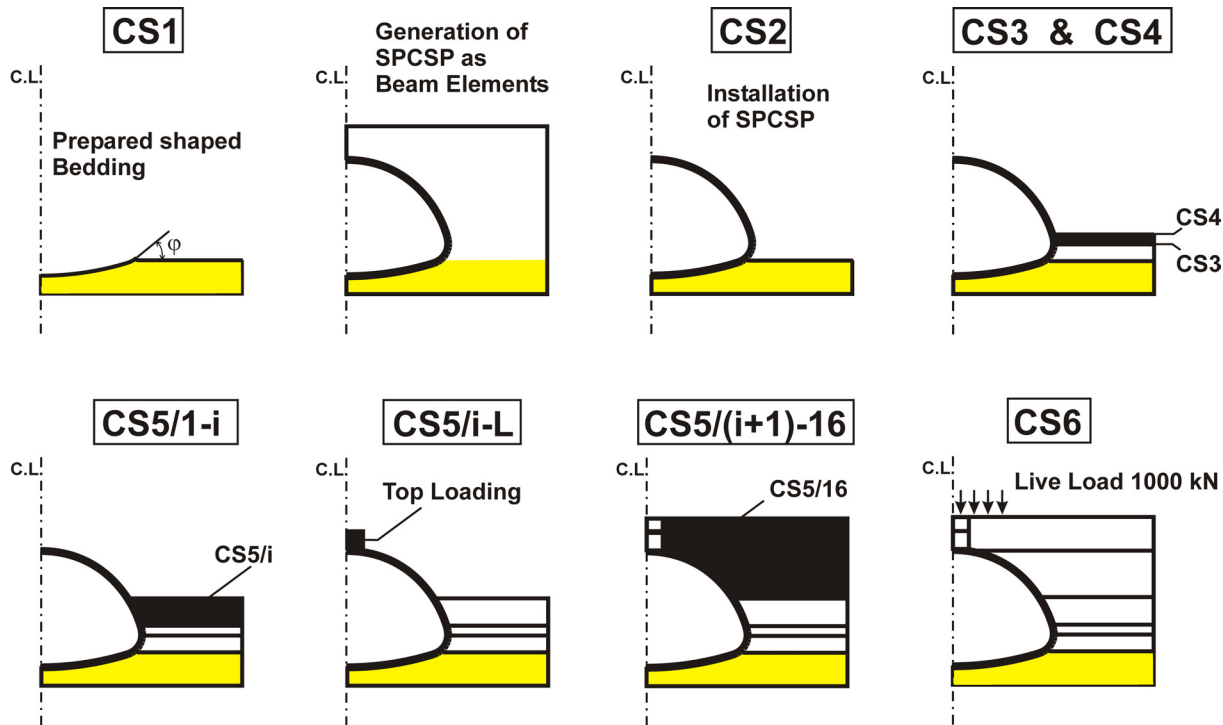 CS1
C.L
Prepared shaped
Bedding
φ
Generation of
SPCSP as
Beam Elements
C.L
CS2
C.L
Installation
of SPCSP
CS3 & CS4
C.L
CS4
CS3
CS5/1-i
C.L
CS5/i
CS5/i-L
C.L
Top Loading
CS5/(i+1)-16
C.L
CS5/16
CS6
C.L
Live Load 1000 kN